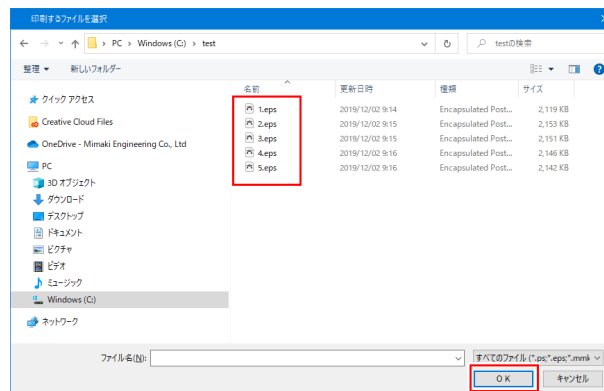 印刷するファイルを選択
PC › Windows (C:) › test
testの検索
整理 新しいフォルダー
名前 更新日時 種類 サイズ
1.eps 2019/12/02 9:14 Encapsulated Post... 2,119 KB
2.eps 2019/12/02 9:15 Encapsulated Post... 2,153 KB
3.eps 2019/12/02 9:15 Encapsulated Post... 2,151 KB
4.eps 2019/12/02 9:16 Encapsulated Post... 2,146 KB
5.eps 2019/12/02 9:16 Encapsulated Post... 2,142 KB
クイック アクセス
Creative Cloud Files
OneDrive - Mimaki Engineering Co., Ltd
PC
3D オブジェクト
ダウンロード
デスクトップ
ドキュメント
ピクチャ
ビデオ
ミュージック
Windows (C:)
ネットワーク
ファイル名(N):
すべてのファイル (*.ps;*.eps;*.mmk
OK キャンセル